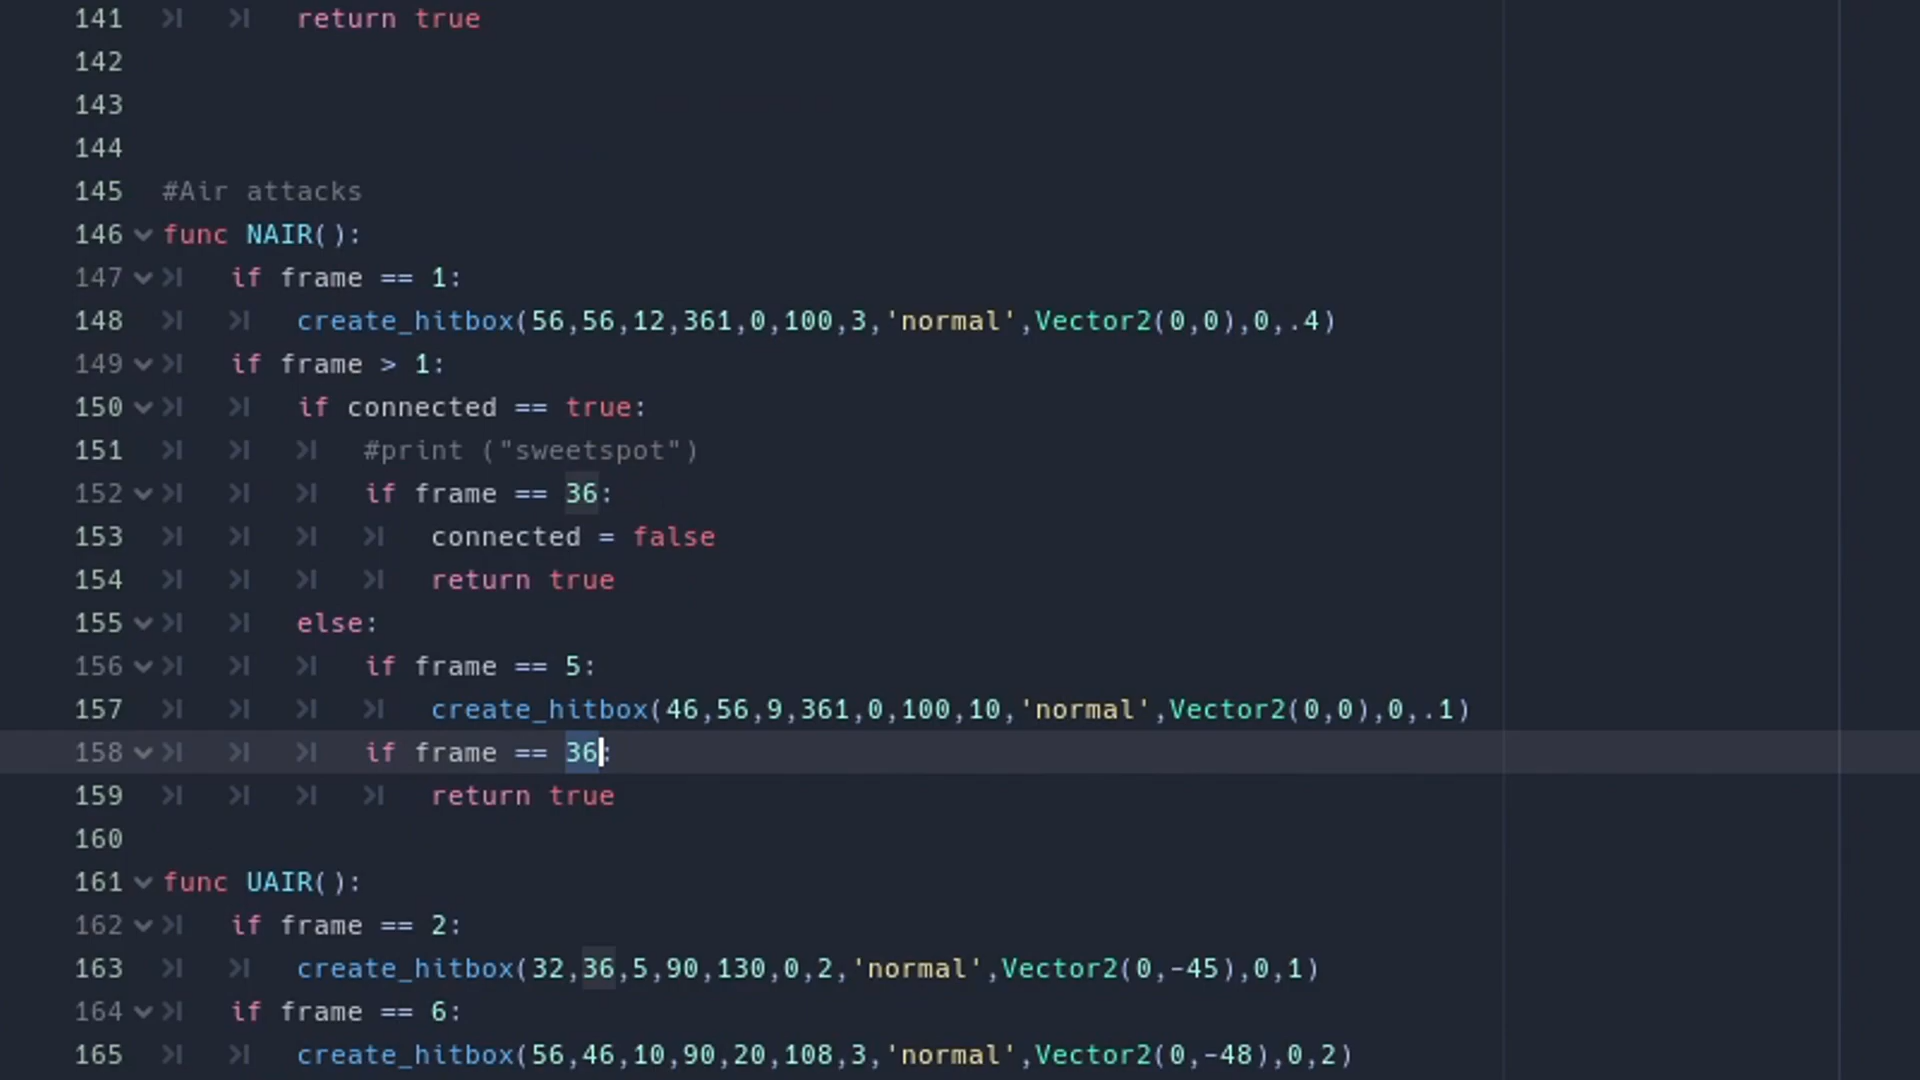 141 return true
142
143
144
145 #Air attacks
146 func NAIR():
147 if frame == 1:
148 create_hitbox(56,56,12,361,0,100,3,'normal',Vector2(0,0),0,.4)
149 if frame > 1:
150 if connected == true:
151 #print ("sweetspot")
152 if frame == 36:
153 connected = false
154 return true
155 else:
156 if frame == 5:
157 create_hitbox(46,56,9,361,0,100,10,'normal',Vector2(0,0),0,.1)
158 if frame == 36:
159 return true
160
161 func UAIR():
162 if frame == 2:
163 create_hitbox(32,36,5,90,130,0,2,'normal',Vector2(0,-45),0,1)
164 if frame == 6:
165 create_hitbox(56,46,10,90,20,108,3,'normal',Vector2(0,-48),0,2)